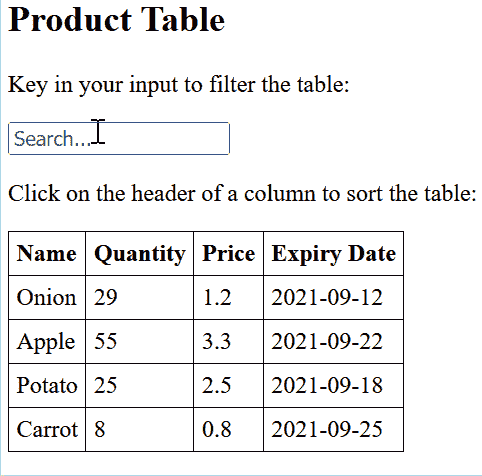 Product Table
Key in your input to filter the table:
Search...
Click on the header of a column to sort the table:
Name Quantity Price Expiry Date
Onion 29 1.2 2021-09-12
Apple 55 3.3 2021-09-22
Potato 25 2.5 2021-09-18
Carrot 8 0.8 2021-09-25